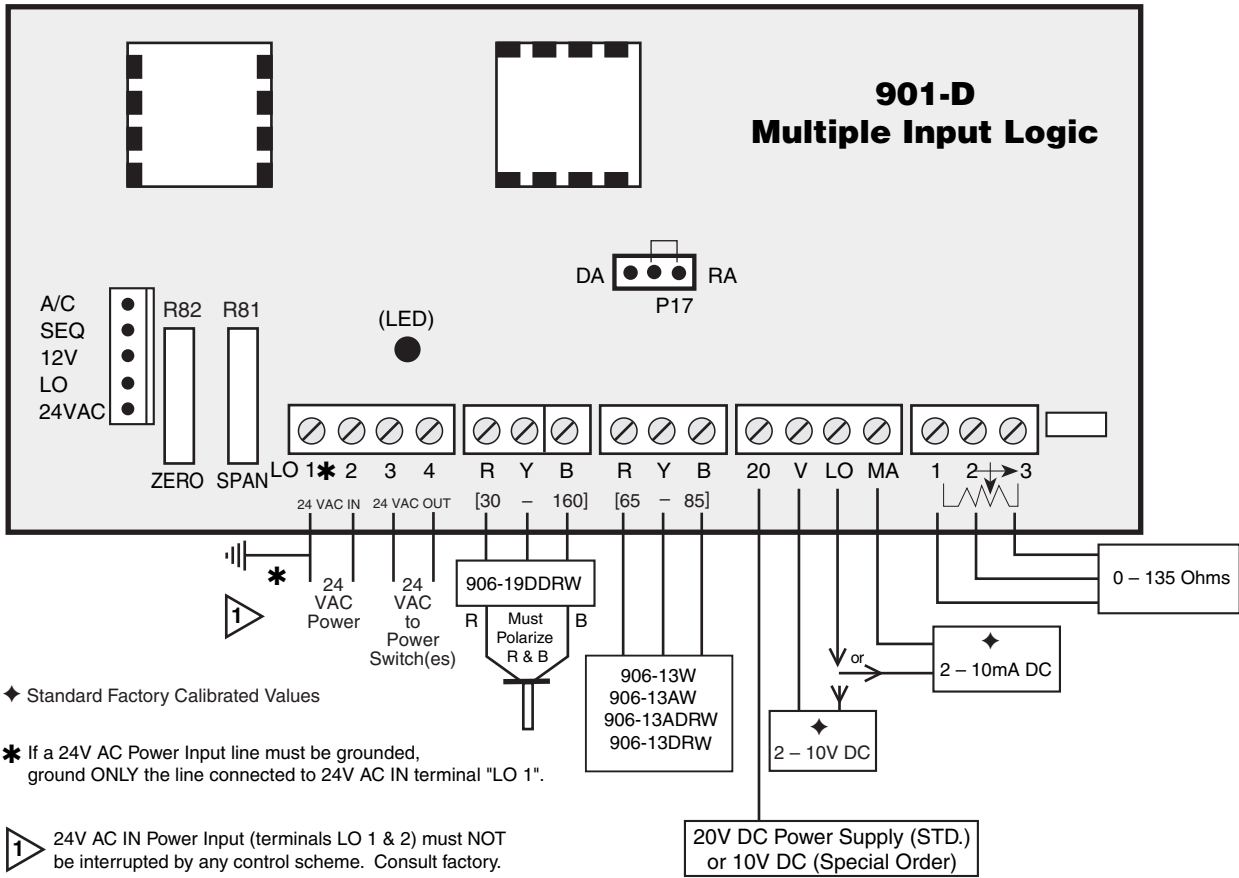 901-D
Multiple Input Logic
DA
RA
P17
A/C
SEQ
12V
LO
24VAC
R82
R81
(LED)
ZERO
SPAN
LO 1✱ 2 3 4
R Y B
R Y B
20 V LO MA
1 2 3
24 VAC IN
24 VAC OUT
[30 – 160]
[65 – 85]
✱
1
24
VAC
Power
24
VAC
to
Power
Switch(es)
906-19DDRW
R
Must
Polarize
R & B
B
906-13W
906-13AW
906-13ADRW
906-13DRW
0 – 135 Ohms
or
✦
2 – 10mA DC
✦
2 – 10V DC
20V DC Power Supply (STD.)
or 10V DC (Special Order)
✦ Standard Factory Calibrated Values
✱ If a 24V AC Power Input line must be grounded,
ground ONLY the line connected to 24V AC IN terminal "LO 1".
1 24V AC IN Power Input (terminals LO 1 & 2) must NOT
be interrupted by any control scheme. Consult factory.